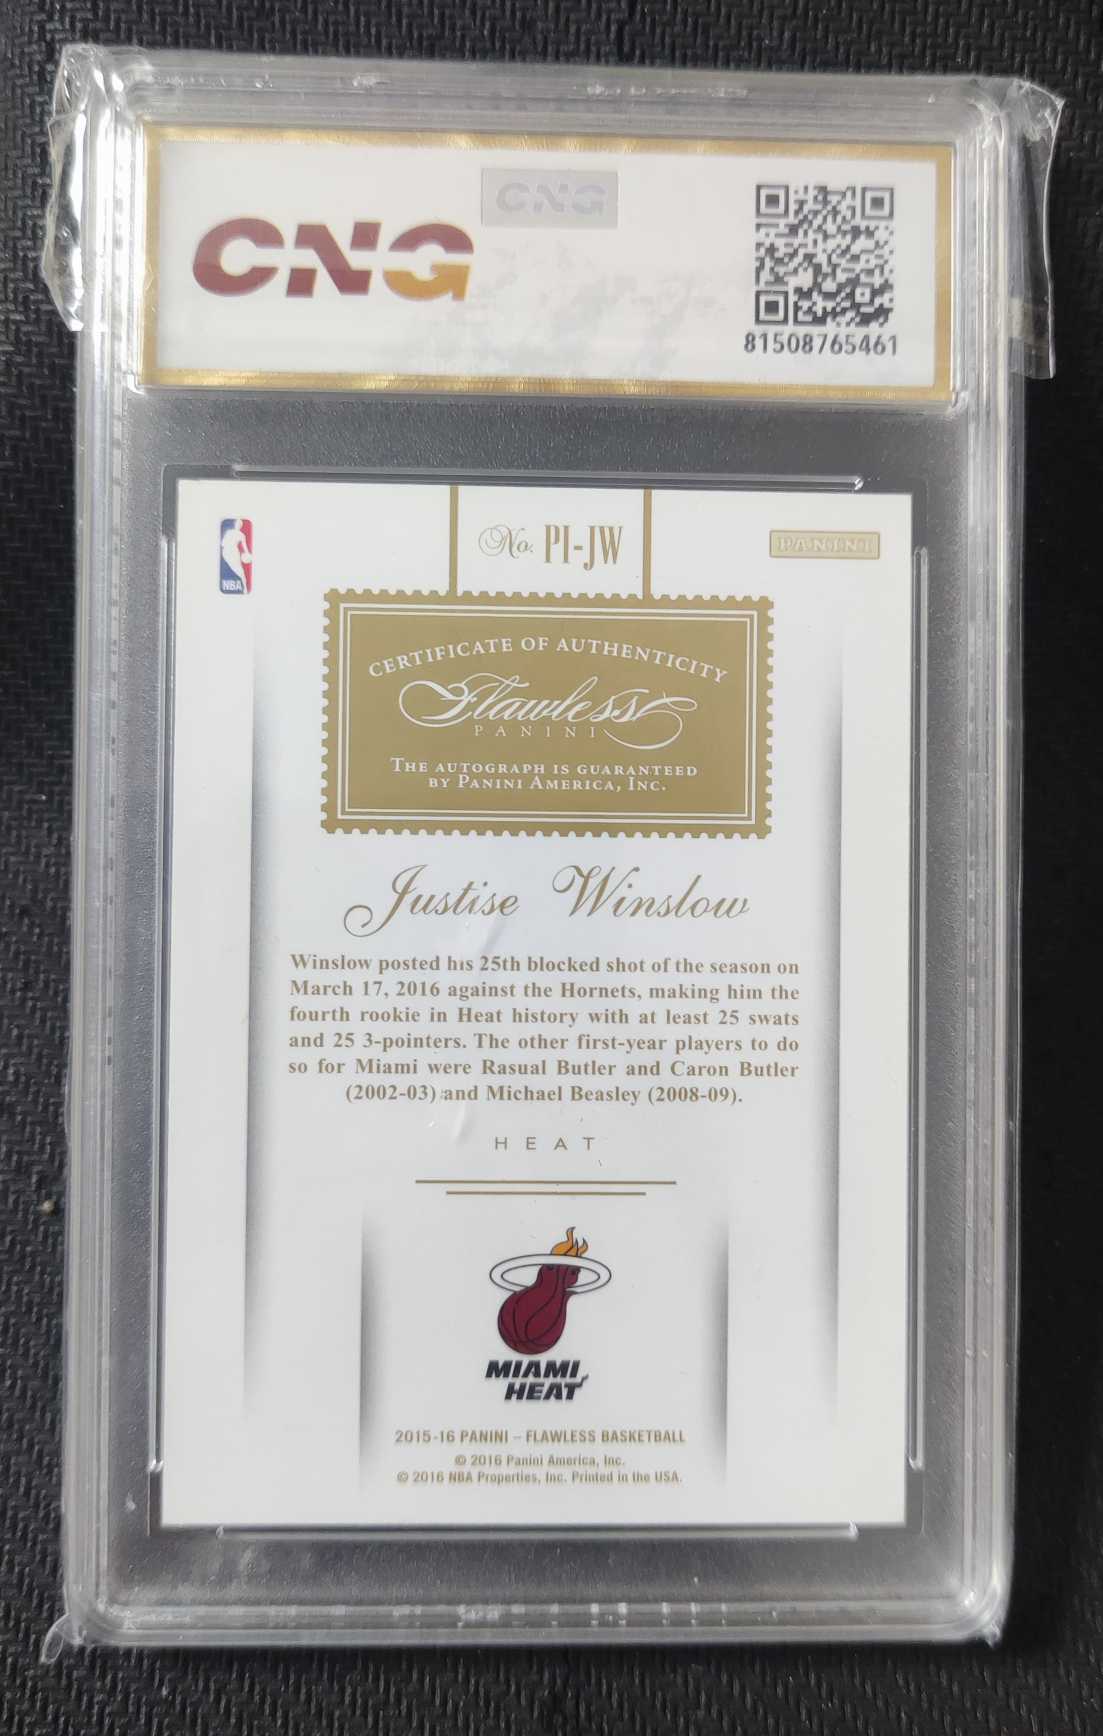 CNG
CNG
81508765461
NBA
No. PI-JW
PANINI
CERTIFICATE OF AUTHENTICITY
Flawless
PANINI
THE AUTOGRAPH IS GUARANTEED
BY PANINI AMERICA, INC.
Justise Winslow
Winslow posted his 25th blocked shot of the season on
March 17, 2016 against the Hornets, making him the
fourth rookie in Heat history with at least 25 swats
and 25 3-pointers. The other first-year players to do
so for Miami were Rasual Butler and Caron Butler
(2002-03) and Michael Beasley (2008-09).
HEAT
MIAMI
HEAT
2015-16 PANINI – FLAWLESS BASKETBALL
© 2016 Panini America, Inc.
© 2016 NBA Properties, Inc. Printed in the USA.